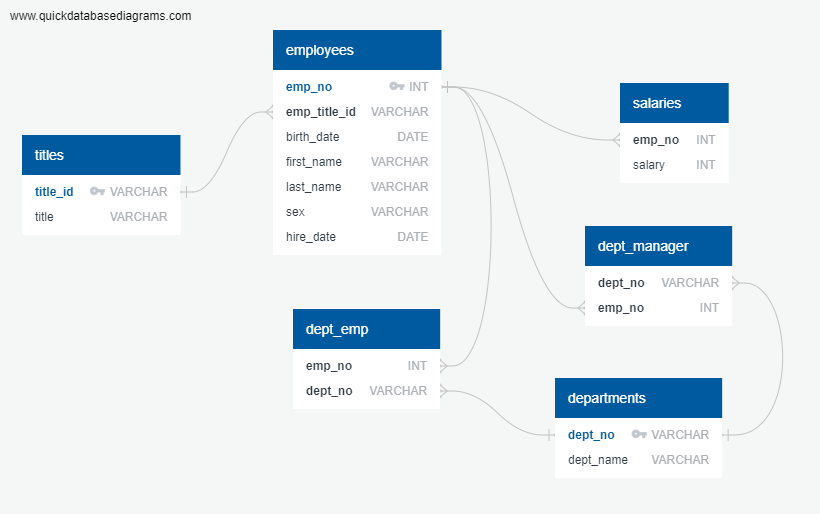 www.quickdatabasediagrams.com
employees
emp_no INT
emp_title_id VARCHAR
birth_date DATE
first_name VARCHAR
last_name VARCHAR
sex VARCHAR
hire_date DATE
salaries
emp_no INT
salary INT
titles
title_id VARCHAR
title VARCHAR
dept_manager
dept_no VARCHAR
emp_no INT
dept_emp
emp_no INT
dept_no VARCHAR
departments
dept_no VARCHAR
dept_name VARCHAR